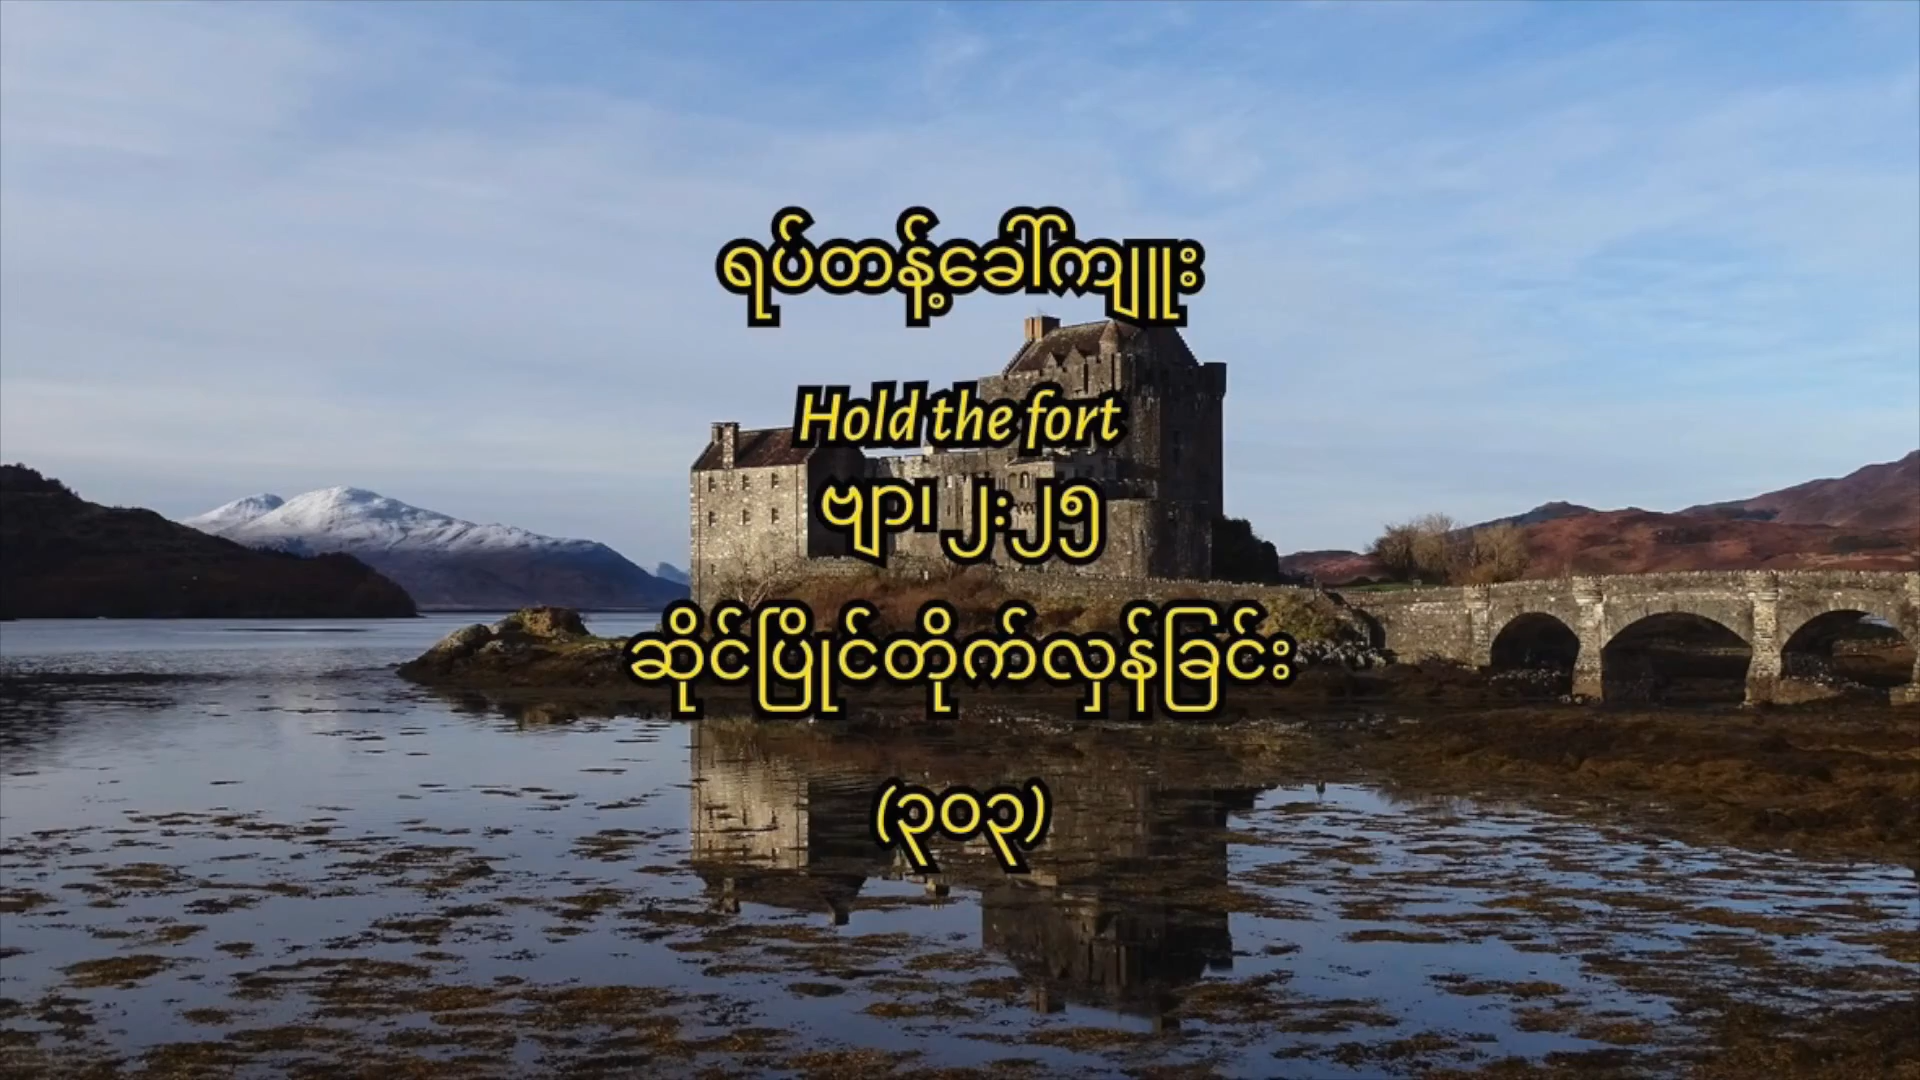 ရပ်တန့်ခေါ်ကျူး
Hold the fort
ဗျာ၊ ၂း၂၅
ဆိုင်ပြိုင်တိုက်လှန်ခြင်း
(၃၀၃)